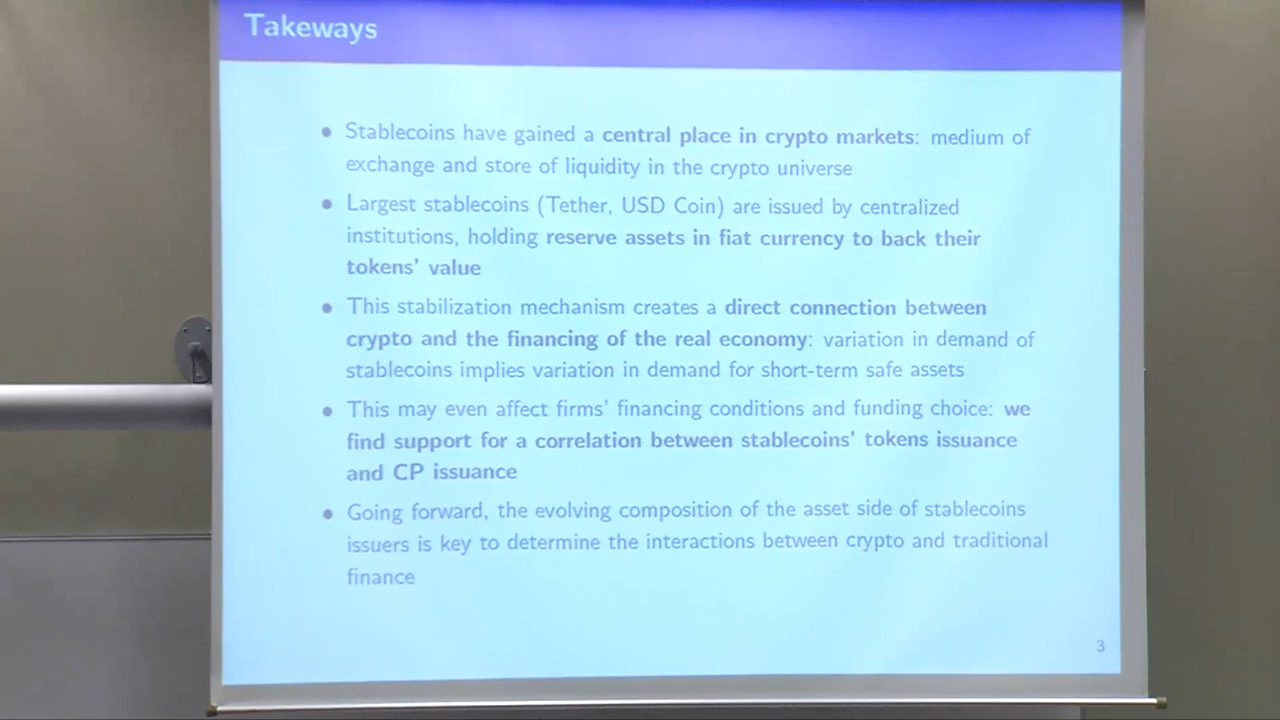 Takeways
• Stablecoins have gained a central place in crypto markets: medium of
exchange and store of liquidity in the crypto universe
• Largest stablecoins (Tether, USD Coin) are issued by centralized
institutions, holding reserve assets in fiat currency to back their
tokens' value
• This stabilization mechanism creates a direct connection between
crypto and the financing of the real economy: variation in demand of
stablecoins implies variation in demand for short-term safe assets
• This may even affect firms' financing conditions and funding choice: we
find support for a correlation between stablecoins' tokens issuance
and CP issuance
• Going forward, the evolving composition of the asset side of stablecoins
issuers is key to determine the interactions between crypto and traditional
finance
3